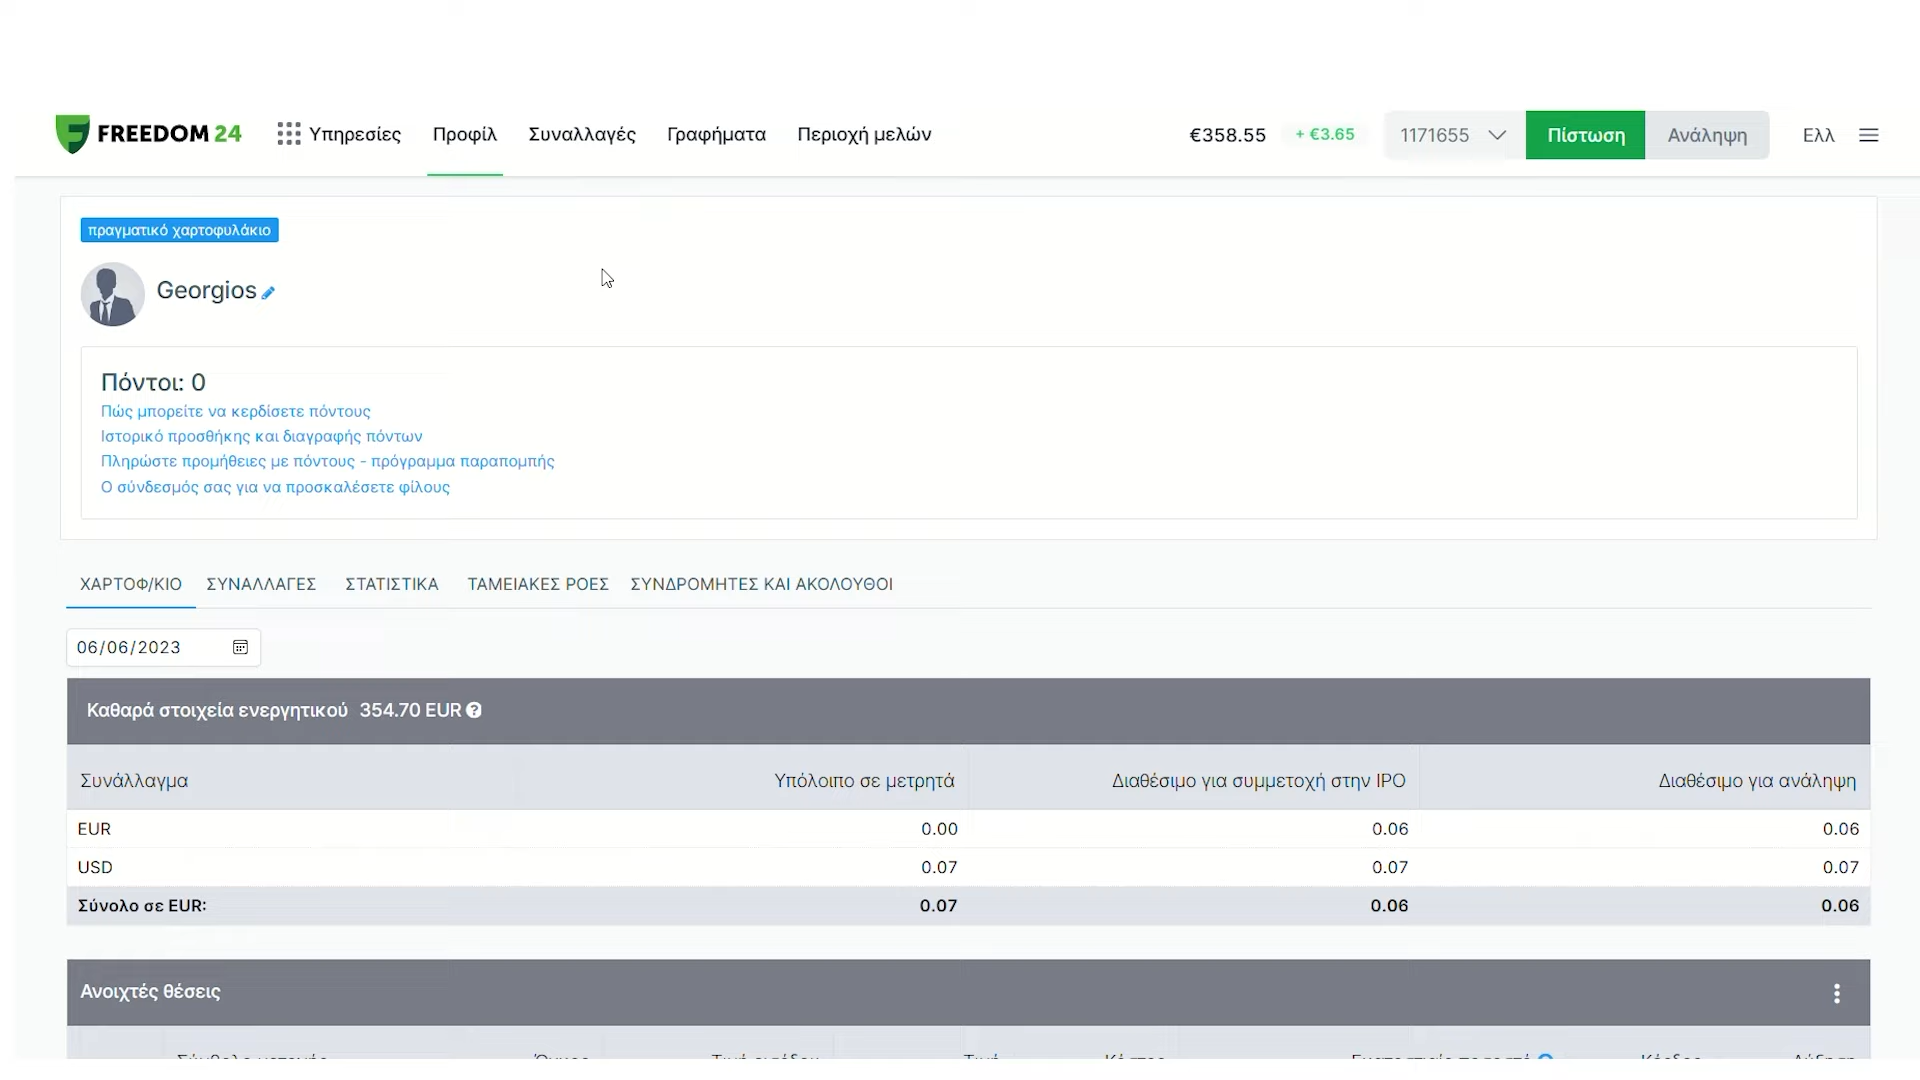 FREEDOM 24
Υπηρεσίες Προφίλ Συναλλαγές Γραφήματα Περιοχή μελών €358.55 + €3.65 1171655 Πίστωση Ανάληψη Ελλ
πραγματικό χαρτοφυλάκιο
Georgios
Πόντοι: 0
Πώς μπορείτε να κερδίσετε πόντους
Ιστορικό προσθήκης και διαγραφής πόντων
Πληρώστε προμήθειες με πόντους - πρόγραμμα παραπομπής
Ο σύνδεσμός σας για να προσκαλέσετε φίλους
ΧΑΡΤΟΦ/ΚΙΟ ΣΥΝΑΛΛΑΓΕΣ ΣΤΑΤΙΣΤΙΚΑ ΤΑΜΕΙΑΚΕΣ ΡΟΕΣ ΣΥΝΔΡΟΜΗΤΕΣ ΚΑΙ ΑΚΟΛΟΥΘΟΙ
06/06/2023
Καθαρά στοιχεία ενεργητικού 354.70 EUR ?
Συνάλλαγμα Υπόλοιπο σε μετρητά Διαθέσιμο για συμμετοχή στην IPO Διαθέσιμο για ανάληψη
EUR 0.00 0.06 0.06
USD 0.07 0.07 0.07
Σύνολο σε EUR: 0.07 0.06 0.06
Ανοιχτές θέσεις